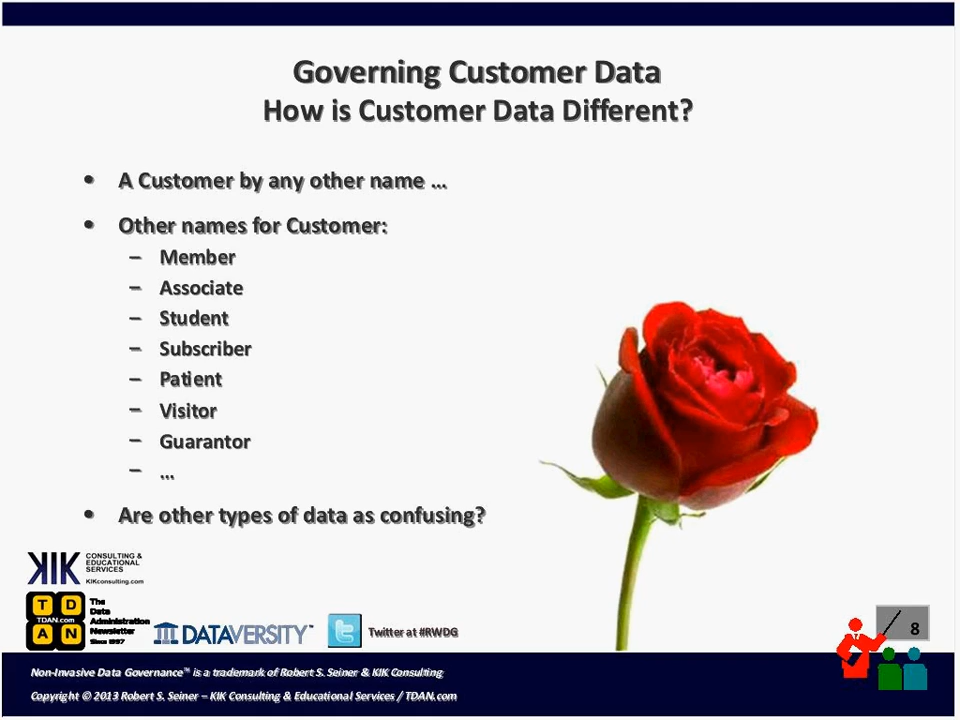 Governing Customer Data
How is Customer Data Different?
• A Customer by any other name …
• Other names for Customer:
– Member
– Associate
– Student
– Subscriber
– Patient
– Visitor
– Guarantor
– …
• Are other types of data as confusing?
KIK
CONSULTING &
EDUCATIONAL
SERVICES
KIKconsulting.com
T D
TDAN.com
A N
The
Data
Administration
Newsletter
Since 1997
DATAVERSITY™
t
Twitter at #RWDG
8
Non-Invasive Data Governance™ is a trademark of Robert S. Seiner & KIK Consulting
Copyright © 2013 Robert S. Seiner – KIK Consulting & Educational Services / TDAN.com